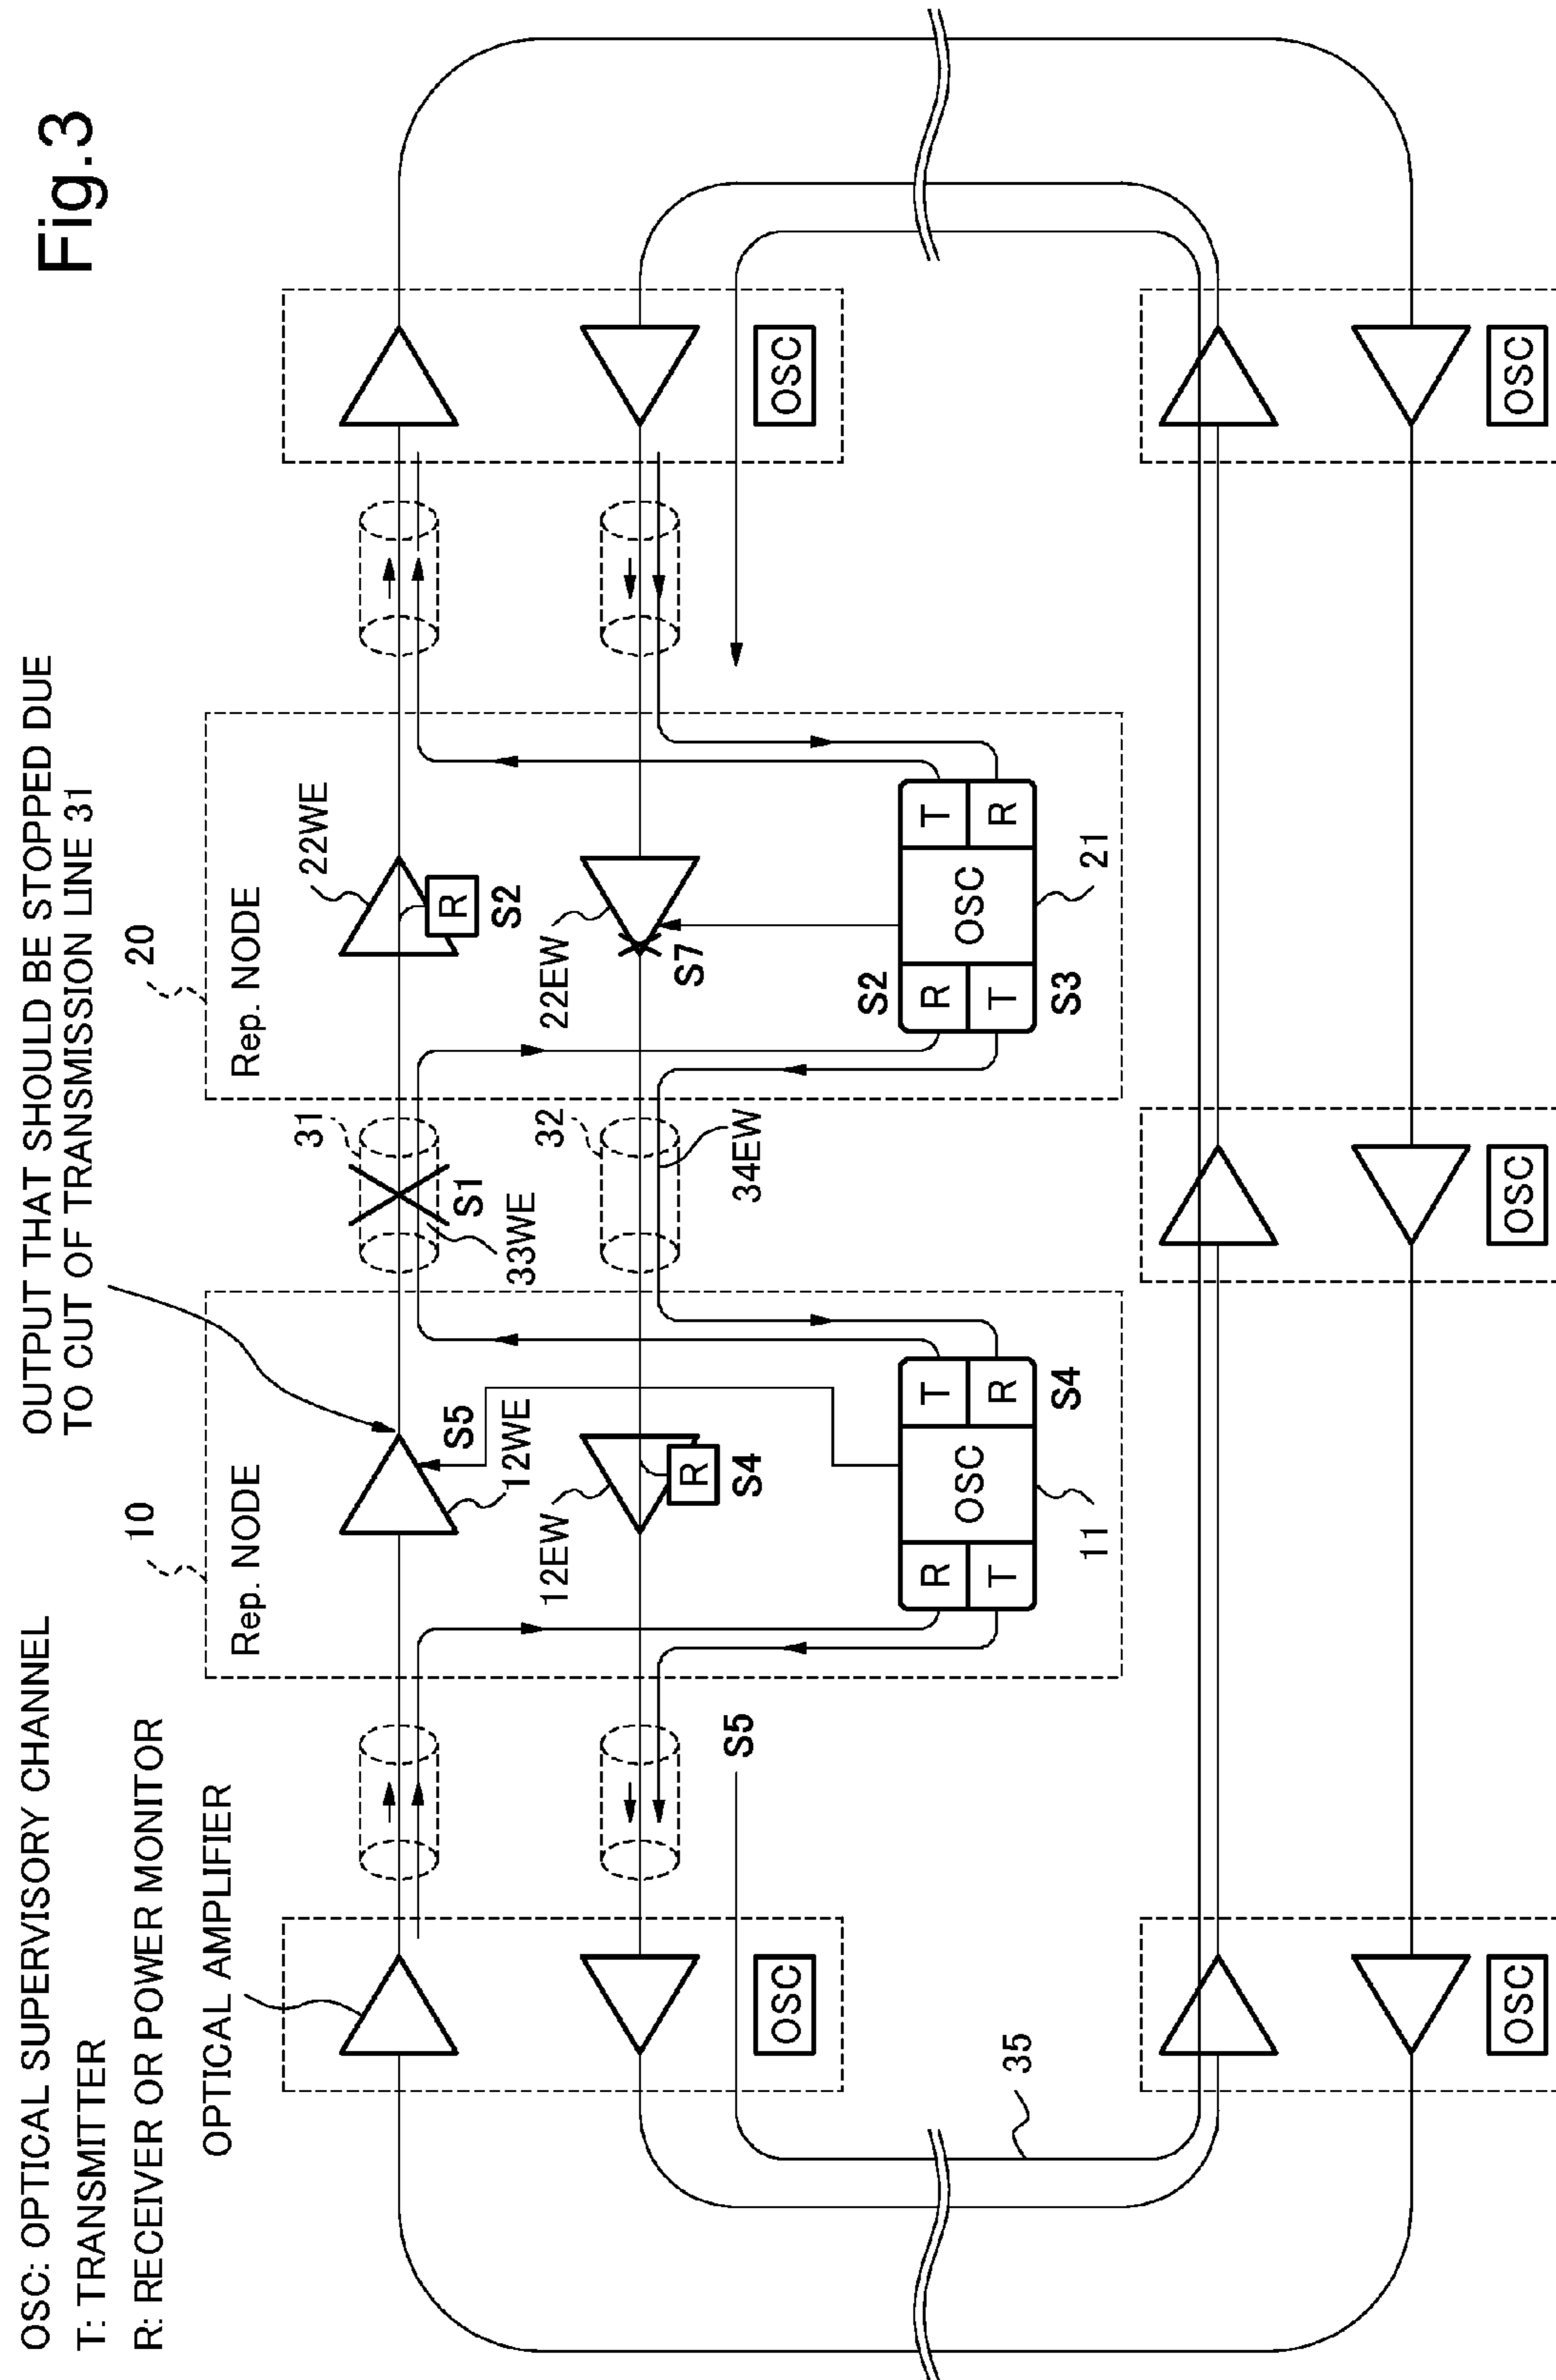 Fig.3
OSC: OPTICAL SUPERVISORY CHANNEL
T: TRANSMITTER
R: RECEIVER OR POWER MONITOR
OPTICAL AMPLIFIER
OUTPUT THAT SHOULD BE STOPPED DUE
TO CUT OF TRANSMISSION LINE 31
10
20
Rep. NODE
Rep. NODE
S5
12WE
31
S1
33WE
22WE
R
S2
12EW
R
S4
32
34EW
22EW
S7
S5
OSC
R
T
OSC
T
R
S4
11
S2
R
T
S3
OSC
T
R
21
OSC
35
OSC
OSC
OSC